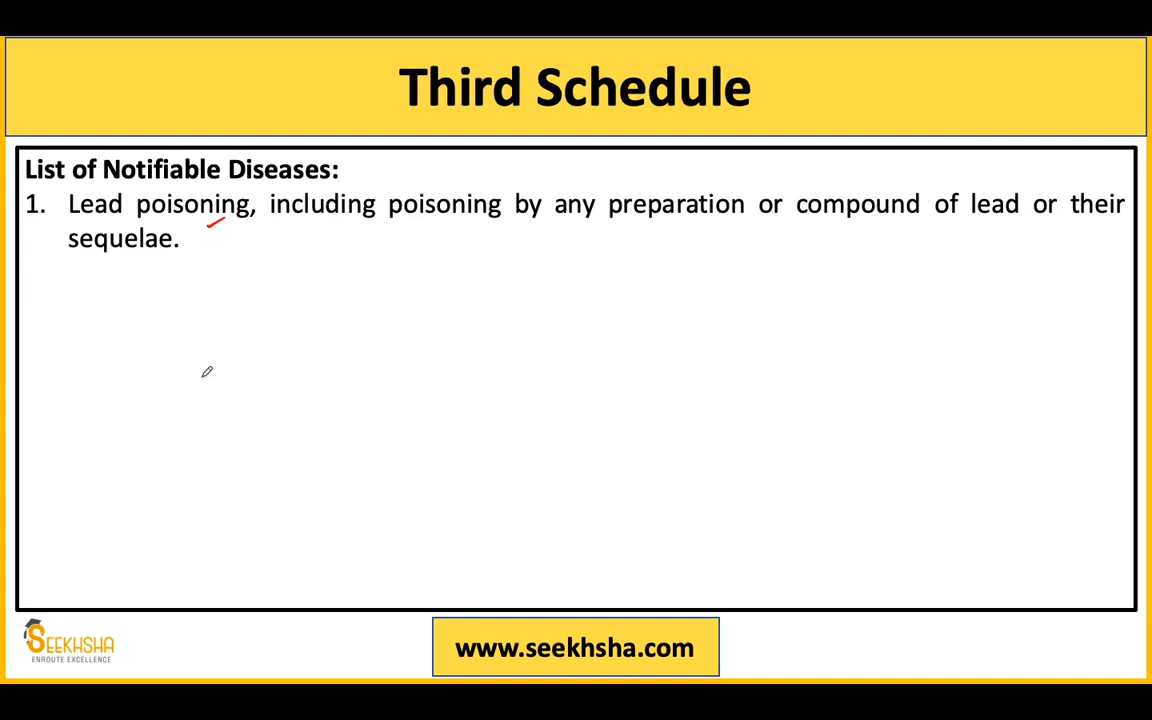 Third Schedule
List of Notifiable Diseases:
1. Lead poisoning, including poisoning by any preparation or compound of lead or their
sequelae.
SEEKHSHA
ENROUTE EXCELLENCE
www.seekhsha.com